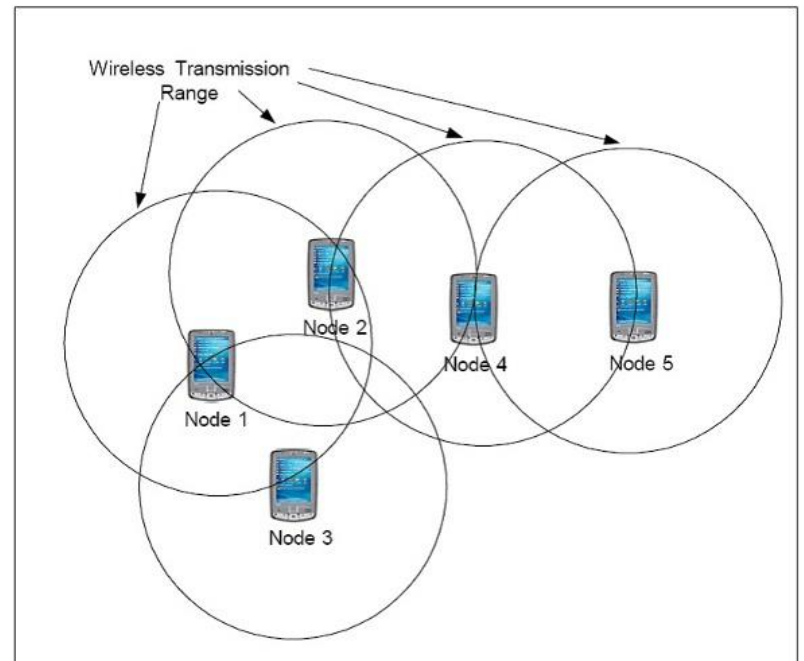 Wireless Transmission
Range
Node 2
Node 4
Node 5
Node 1
Node 3